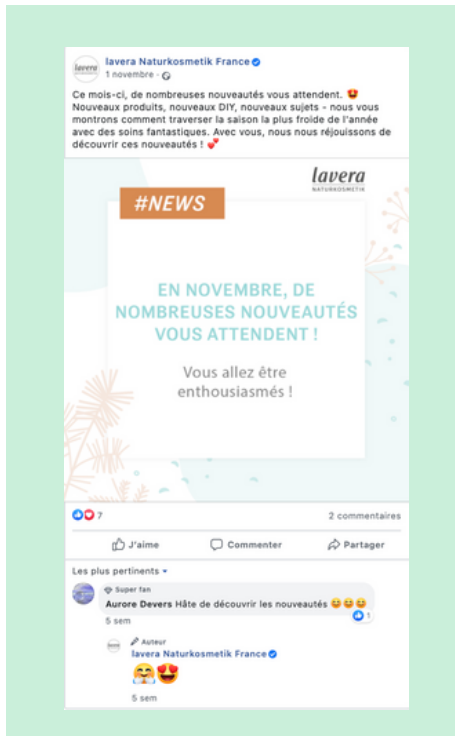 lavera
lavera Naturkosmetik France
1 novembre ·
Ce mois-ci, de nombreuses nouveautés vous attendent. 😍
Nouveaux produits, nouveaux DIY, nouveaux sujets - nous vous
montrons comment traverser la saison la plus froide de l'année
avec des soins fantastiques. Avec vous, nous nous réjouissons de
découvrir ces nouveautés ! 💕
lavera
NATURKOSMETIK
#NEWS
EN NOVEMBRE, DE
NOMBREUSES NOUVEAUTÉS
VOUS ATTENDENT !
Vous allez être
enthousiasmés !
7 2 commentaires
J'aime Commenter Partager
Les plus pertinents
Super fan
Aurore Devers Hâte de découvrir les nouveautés 😄😄😄
1
5 sem
Auteur
lavera Naturkosmetik France
😤😍
5 sem